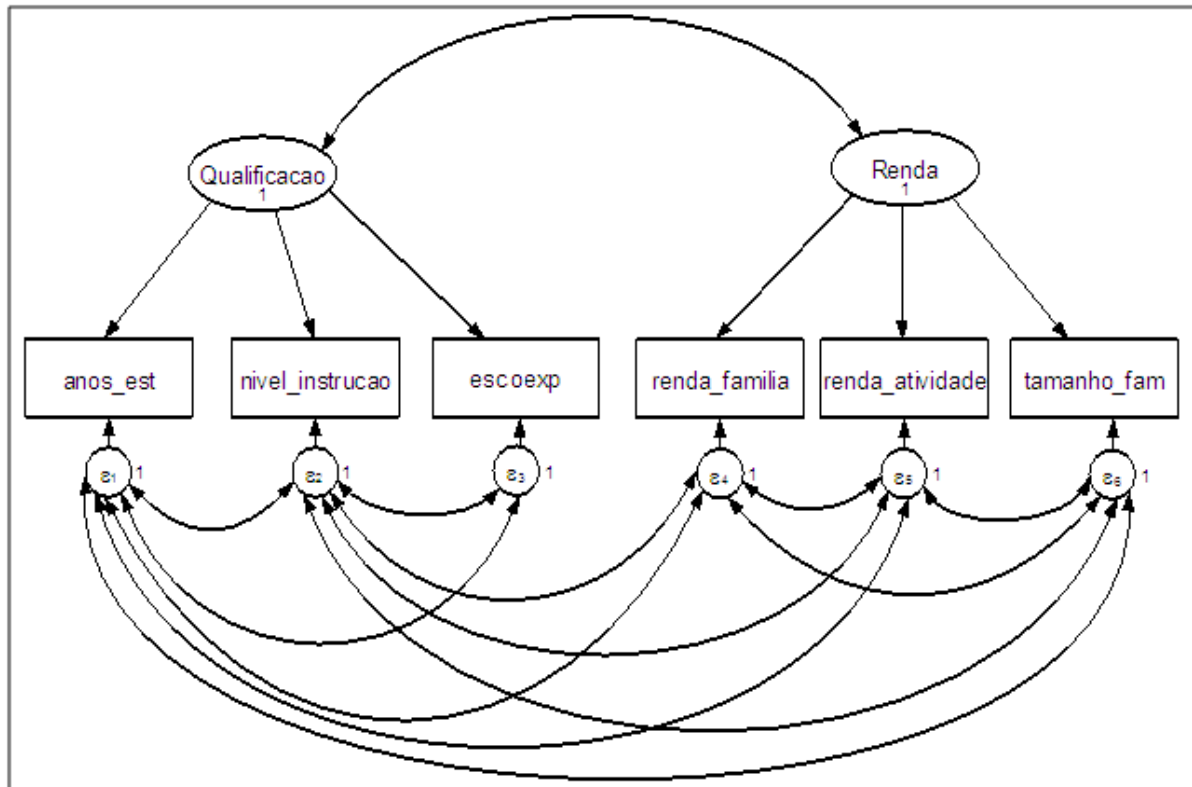 Qualificacao
1
Renda
1
anos_est
nivel_instrucao
escoexp
renda_familia
renda_atividade
tamanho_fam
ε₁ 1
ε₂ 1
ε₃ 1
ε₄ 1
ε₅ 1
ε₆ 1